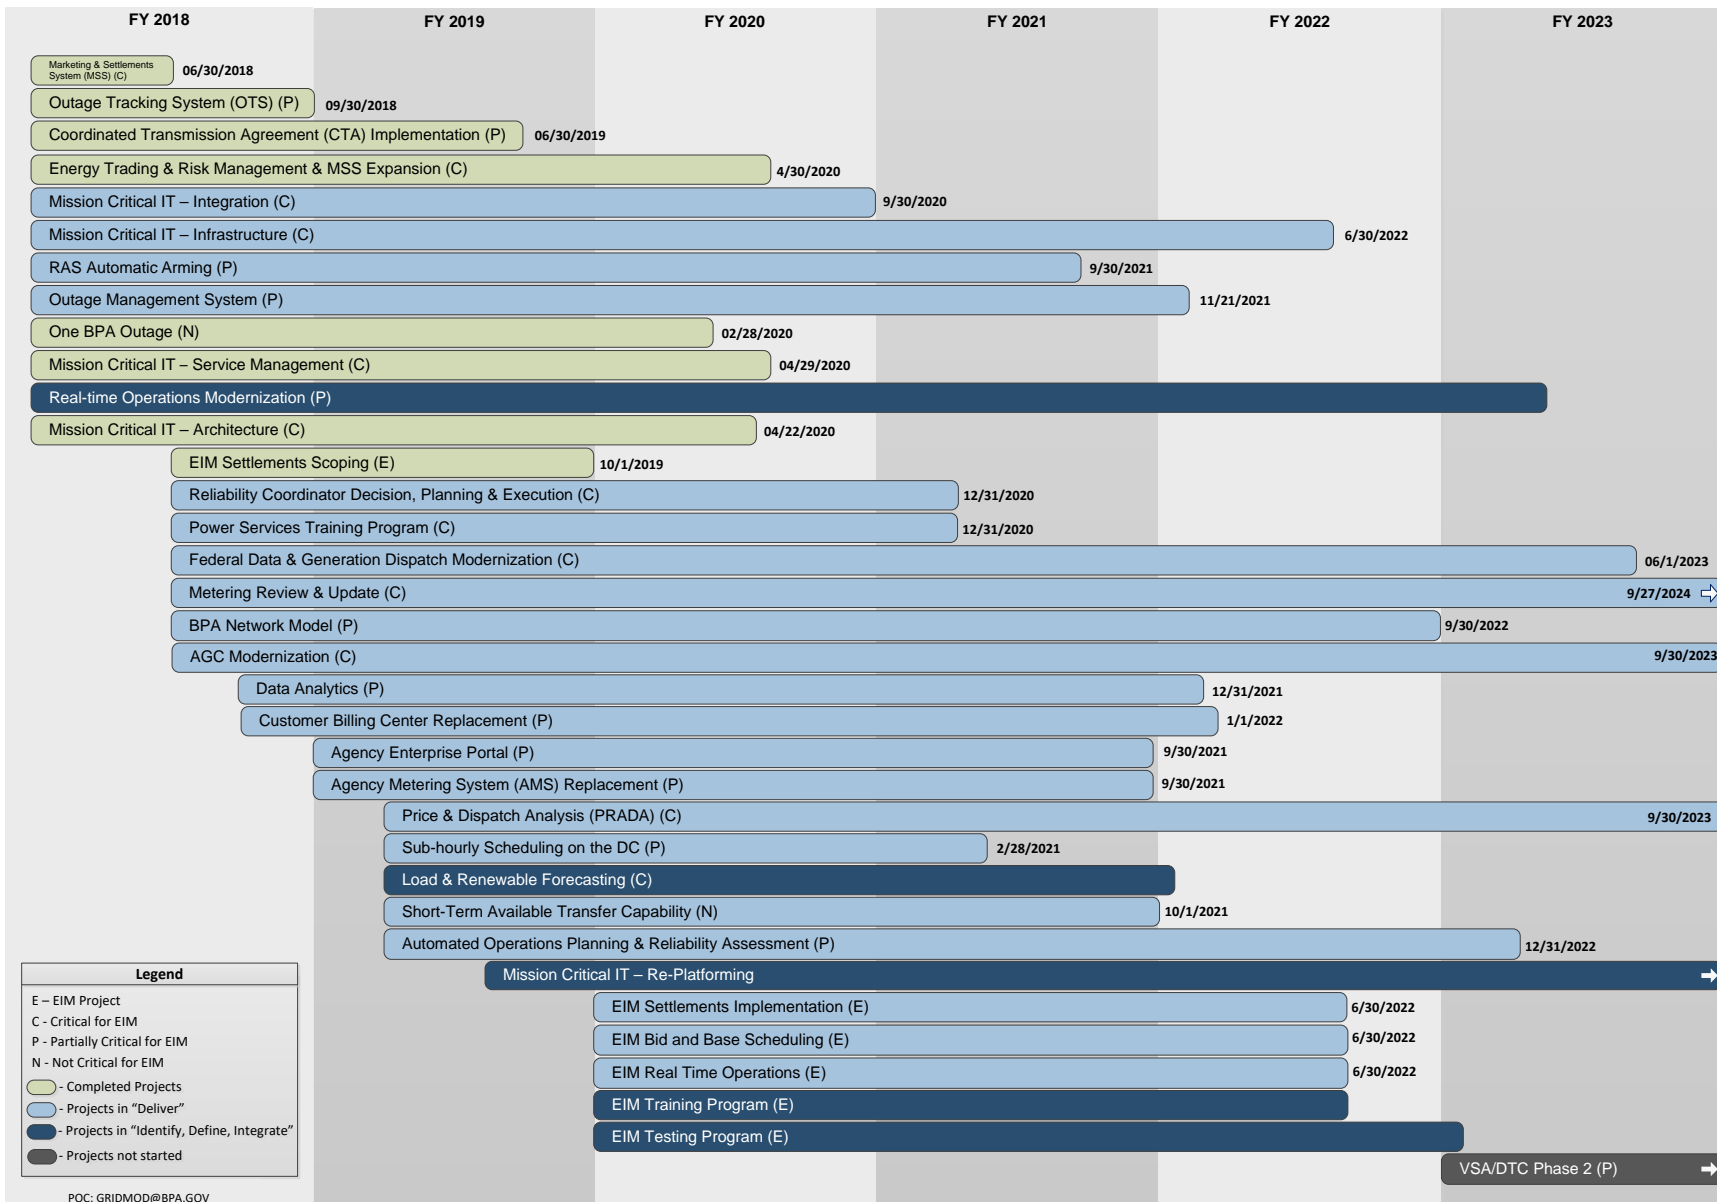 FY 2018 FY 2019 FY 2020 FY 2021 FY 2022 FY 2023
Marketing & Settlements
System (MSS) (C) 06/30/2018
Outage Tracking System (OTS) (P) 09/30/2018
Coordinated Transmission Agreement (CTA) Implementation (P) 06/30/2019
Energy Trading & Risk Management & MSS Expansion (C) 4/30/2020
Mission Critical IT – Integration (C) 9/30/2020
Mission Critical IT – Infrastructure (C) 6/30/2022
RAS Automatic Arming (P) 9/30/2021
Outage Management System (P) 11/21/2021
One BPA Outage (N) 02/28/2020
Mission Critical IT – Service Management (C) 04/29/2020
Real-time Operations Modernization (P)
Mission Critical IT – Architecture (C) 04/22/2020
EIM Settlements Scoping (E) 10/1/2019
Reliability Coordinator Decision, Planning & Execution (C) 12/31/2020
Power Services Training Program (C) 12/31/2020
Federal Data & Generation Dispatch Modernization (C) 06/1/2023
Metering Review & Update (C) 9/27/2024
BPA Network Model (P) 9/30/2022
AGC Modernization (C) 9/30/2023
Data Analytics (P) 12/31/2021
Customer Billing Center Replacement (P) 1/1/2022
Agency Enterprise Portal (P) 9/30/2021
Agency Metering System (AMS) Replacement (P) 9/30/2021
Price & Dispatch Analysis (PRADA) (C) 9/30/2023
Sub-hourly Scheduling on the DC (P) 2/28/2021
Load & Renewable Forecasting (C)
Short-Term Available Transfer Capability (N) 10/1/2021
Automated Operations Planning & Reliability Assessment (P) 12/31/2022
Mission Critical IT – Re-Platforming
EIM Settlements Implementation (E) 6/30/2022
EIM Bid and Base Scheduling (E) 6/30/2022
EIM Real Time Operations (E) 6/30/2022
EIM Training Program (E)
EIM Testing Program (E)
VSA/DTC Phase 2 (P)
Legend
E – EIM Project
C - Critical for EIM
P - Partially Critical for EIM
N - Not Critical for EIM
- Completed Projects
- Projects in “Deliver”
- Projects in “Identify, Define, Integrate”
- Projects not started
POC: GRIDMOD@BPA.GOV